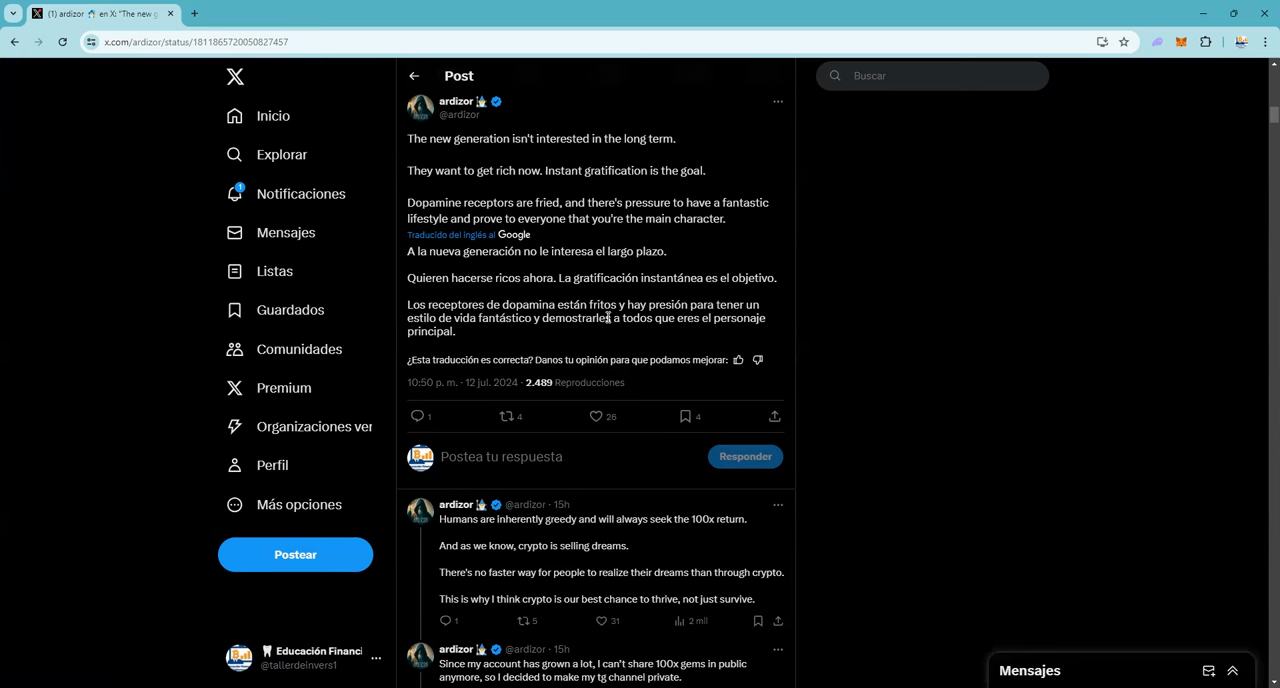 (1) ardizor en X: "The new g
x.com/ardizor/status/1811865720050827457
Post
Buscar
Inicio
Explorar
1
Notificaciones
Mensajes
Listas
Guardados
Comunidades
Premium
Organizaciones ver
Perfil
Más opciones
Postear
Educación Financi
@tallerdeinvers1
ardizor
@ardizor
The new generation isn't interested in the long term.
They want to get rich now. Instant gratification is the goal.
Dopamine receptors are fried, and there's pressure to have a fantastic
lifestyle and prove to everyone that you're the main character.
Traducido del inglés al Google
A la nueva generación no le interesa el largo plazo.
Quieren hacerse ricos ahora. La gratificación instantánea es el objetivo.
Los receptores de dopamina están fritos y hay presión para tener un
estilo de vida fantástico y demostrarles a todos que eres el personaje
principal.
¿Esta traducción es correcta? Danos tu opinión para que podamos mejorar:
10:50 p. m. · 12 jul. 2024 · 2.489 Reproducciones
1 4 26 4
Postea tu respuesta
Responder
ardizor @ardizor · 15h
Humans are inherently greedy and will always seek the 100x return.
And as we know, crypto is selling dreams.
There's no faster way for people to realize their dreams than through crypto.
This is why I think crypto is our best chance to thrive, not just survive.
1 5 31 2 mil
ardizor @ardizor · 15h
Since my account has grown a lot, I can't share 100x gems in public
anymore, so I decided to make my tg channel private.
Mensajes